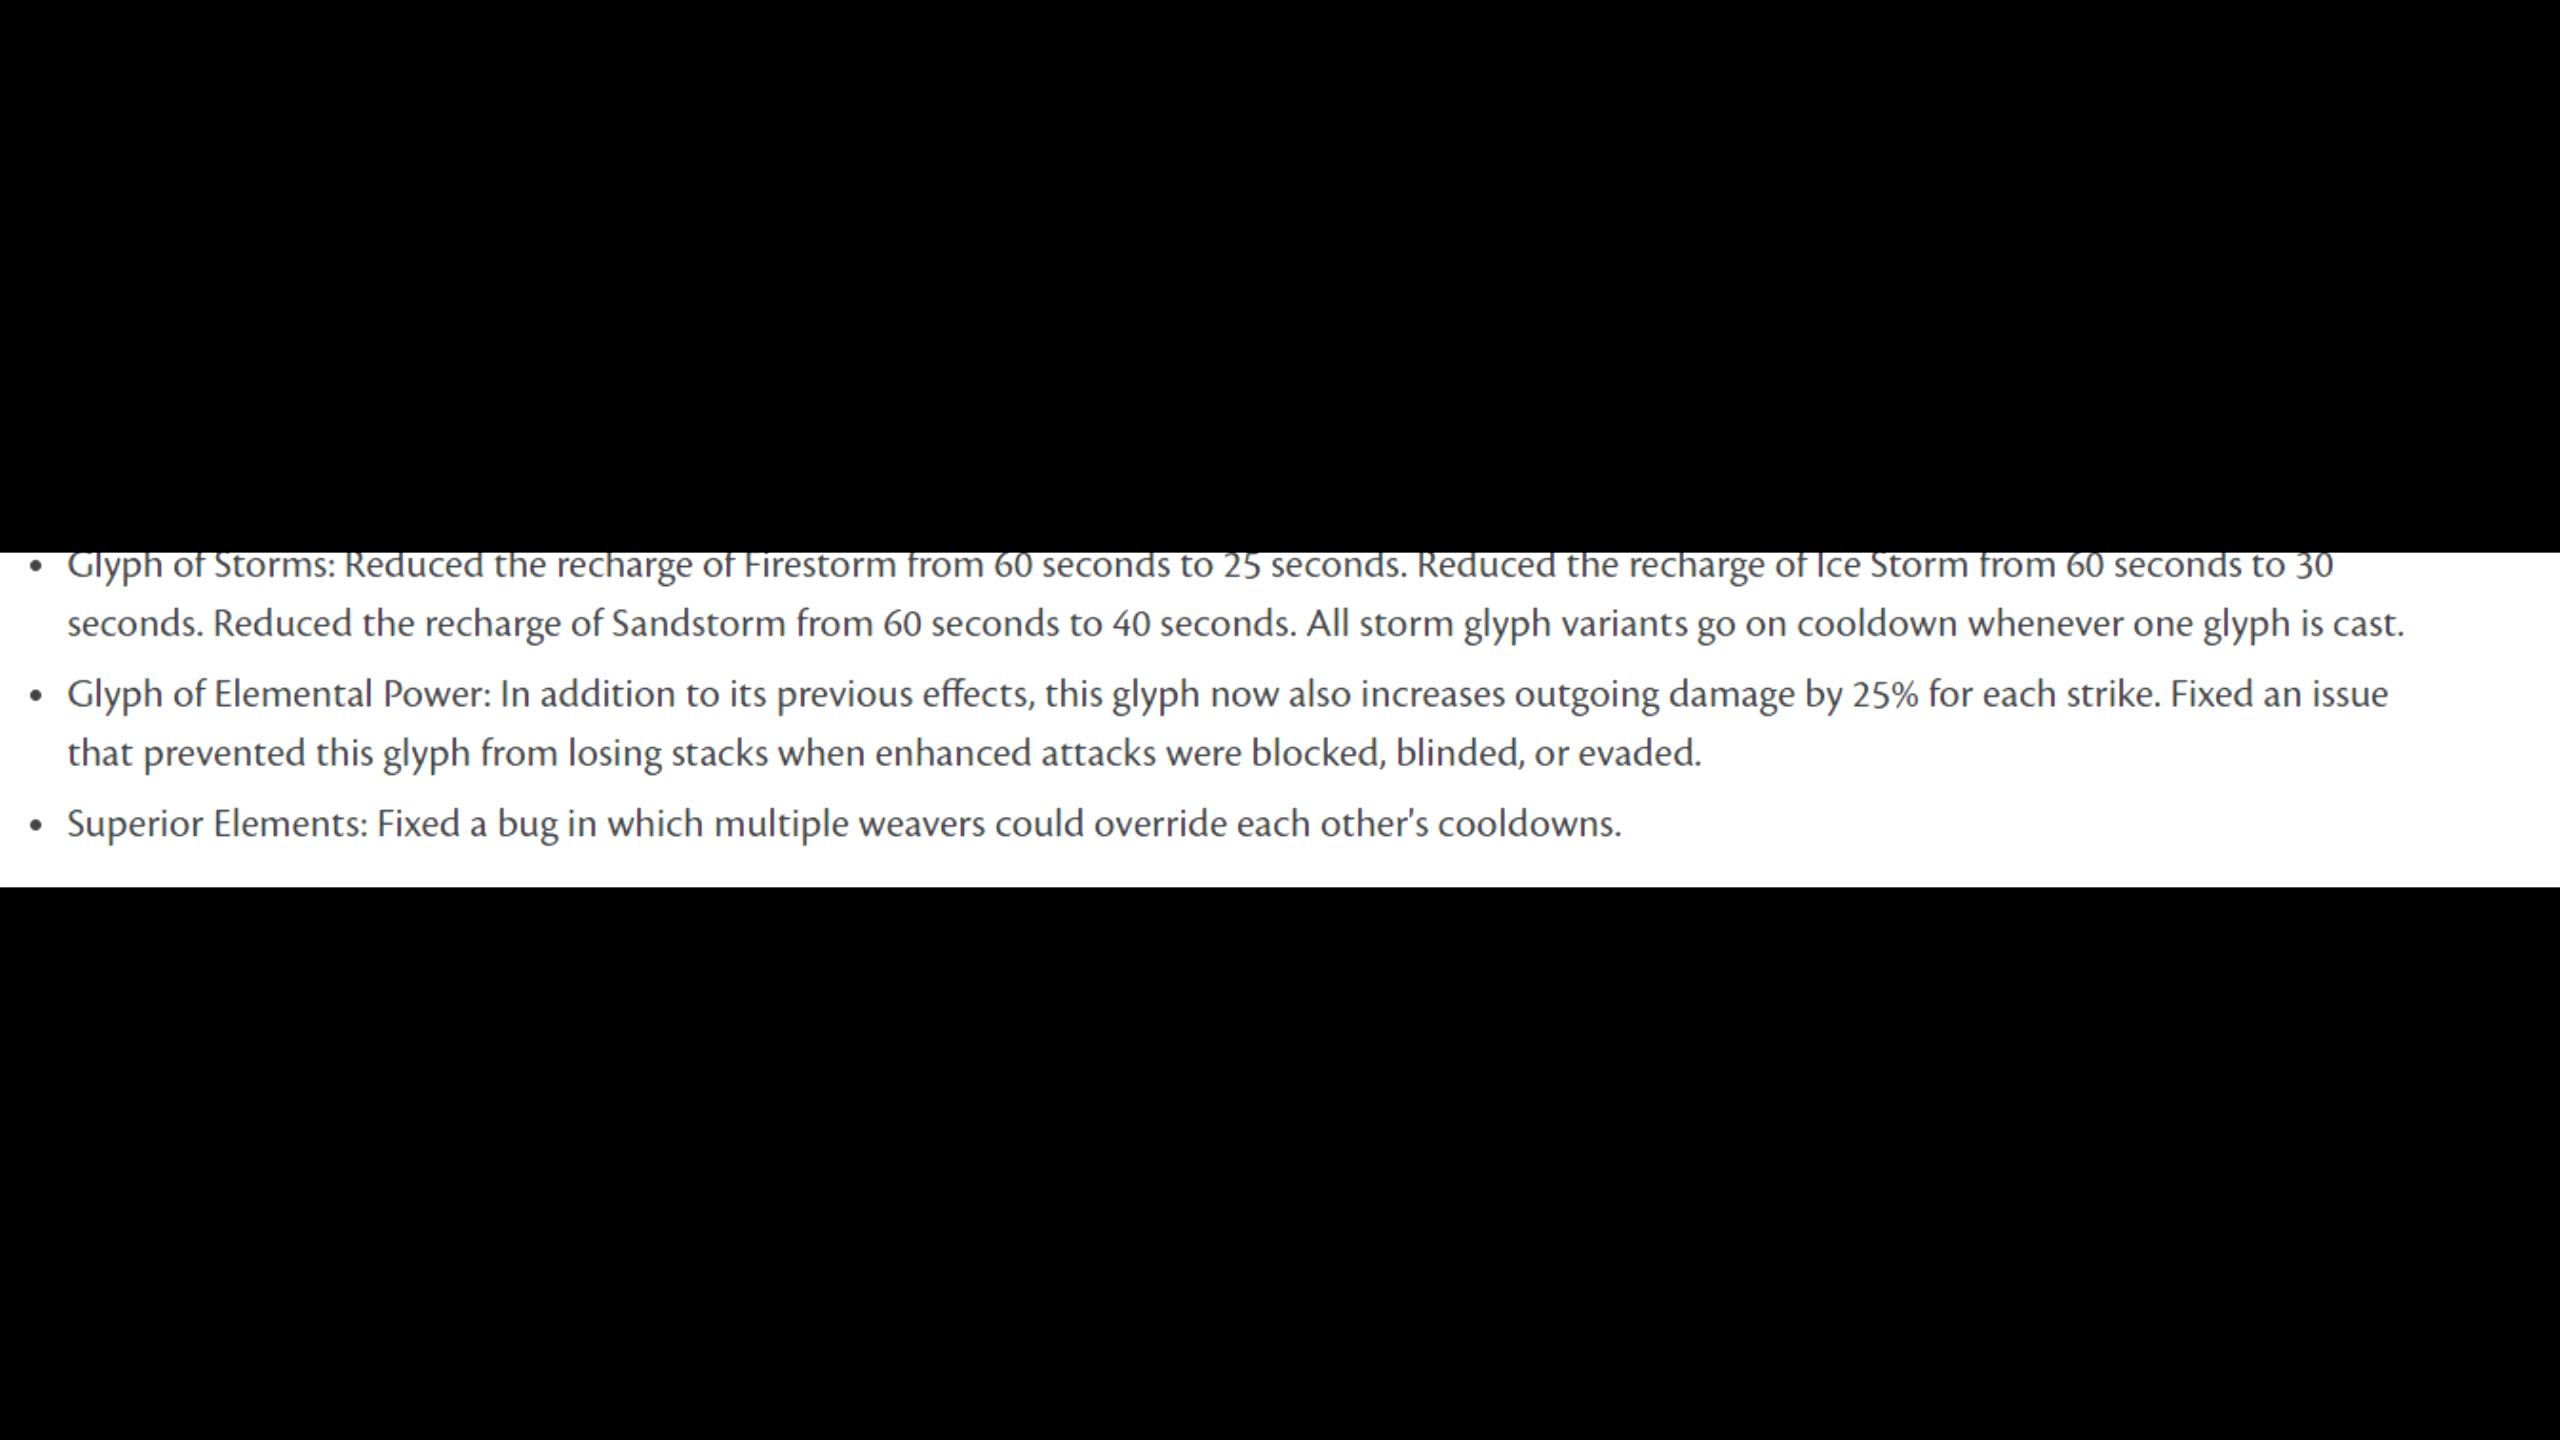 • Glyph of Storms: Reduced the recharge of Firestorm from 60 seconds to 25 seconds. Reduced the recharge of Ice Storm from 60 seconds to 30
seconds. Reduced the recharge of Sandstorm from 60 seconds to 40 seconds. All storm glyph variants go on cooldown whenever one glyph is cast.
• Glyph of Elemental Power: In addition to its previous effects, this glyph now also increases outgoing damage by 25% for each strike. Fixed an issue
that prevented this glyph from losing stacks when enhanced attacks were blocked, blinded, or evaded.
• Superior Elements: Fixed a bug in which multiple weavers could override each other's cooldowns.